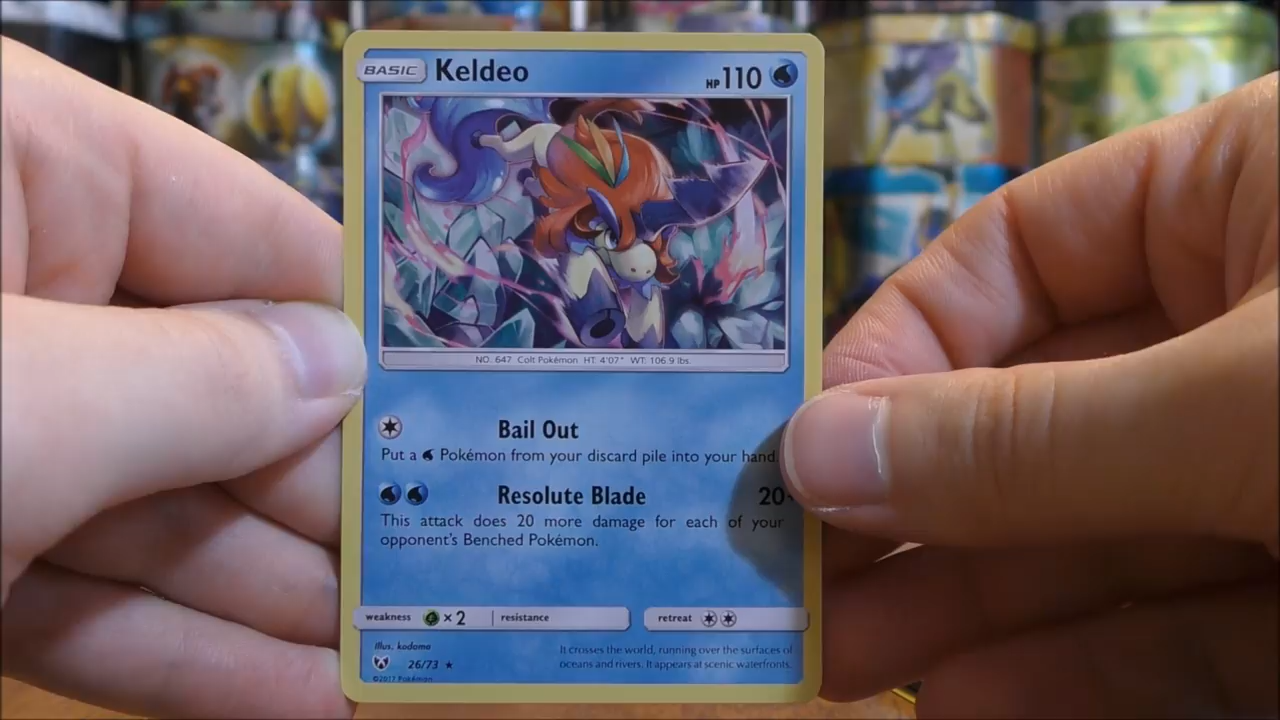 BASIC Keldeo HP 110
NO. 647 Colt Pokémon HT: 4'07" WT: 106.9 lbs.
Bail Out
Put a Pokémon from your discard pile into your hand.
Resolute Blade 20
This attack does 20 more damage for each of your
opponent's Benched Pokémon.
weakness ×2 resistance retreat
Illus. kodama
26/73
©2017 Pokémon
It crosses the world, running over the surfaces of
oceans and rivers. It appears at scenic waterfronts.